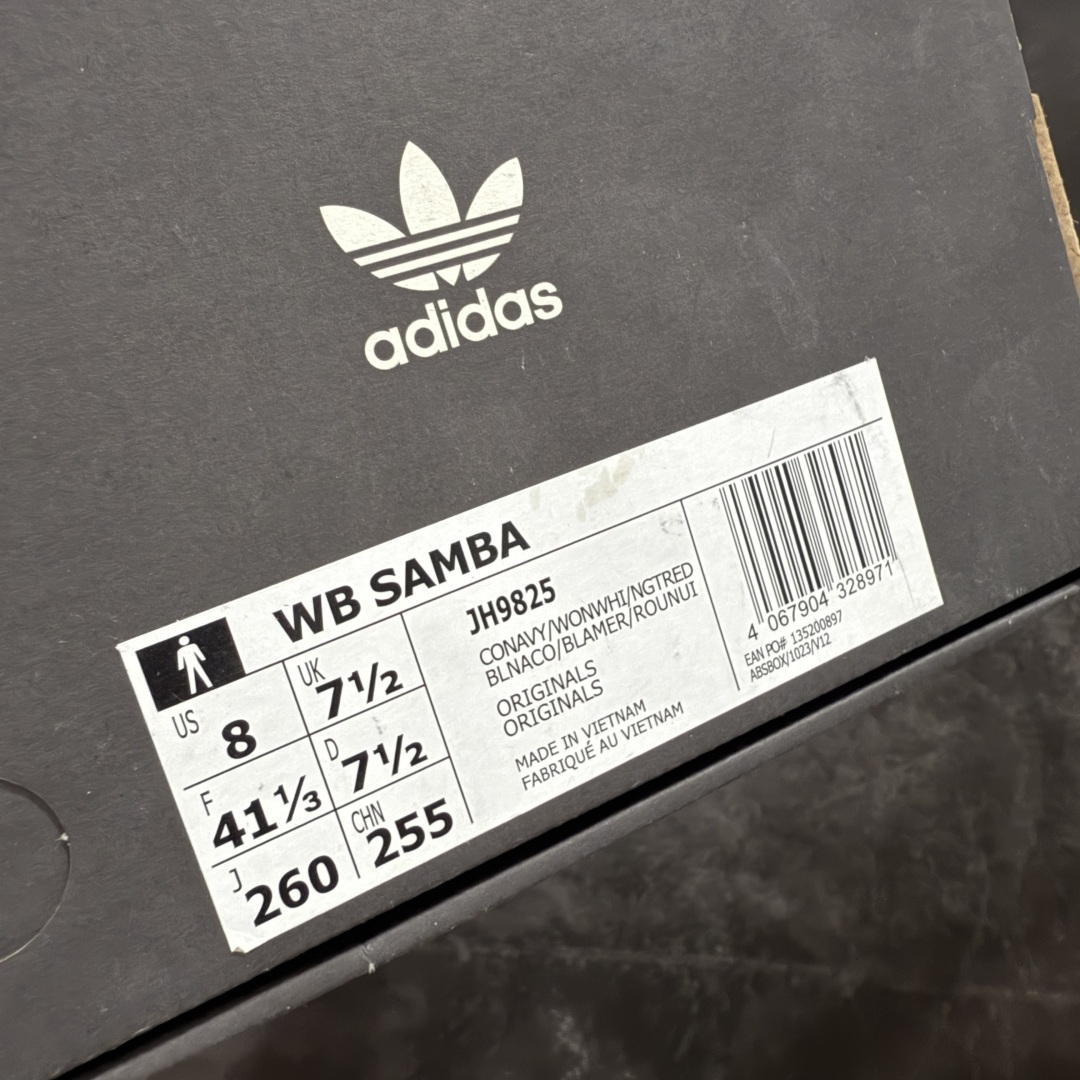 adidas
WB SAMBA
US 8
UK 7½
F 41⅓
D 7½
J 260
CHN 255
JH9825
CONAVY/WONWHI/NGTRED
BLNACO/BLAMER/ROUNUI
ORIGINALS
ORIGINALS
MADE IN VIETNAM
FABRIQUÉ AU VIETNAM
4 067904 328971
EAN PO# 135200897
ABSBOX/1023/V12